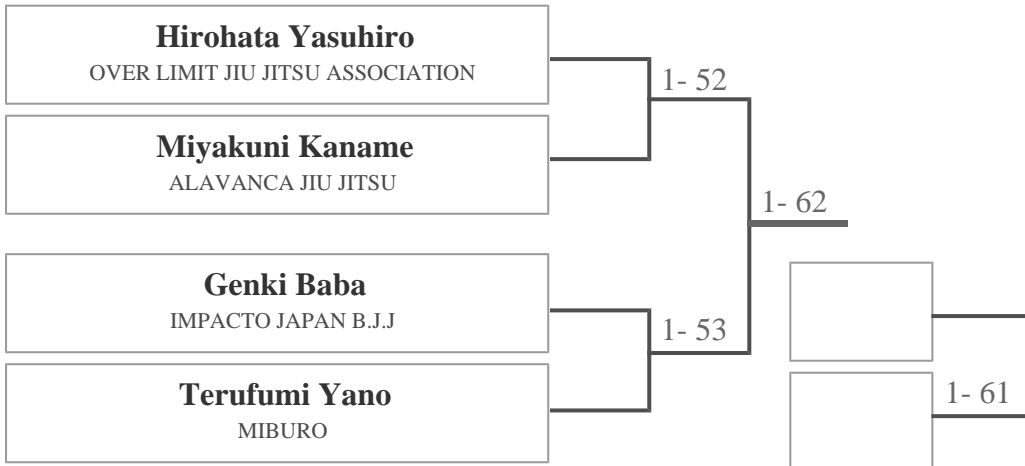 Hirohata Yasuhiro
OVER LIMIT JIU JITSU ASSOCIATION
1- 52
Miyakuni Kaname
ALAVANCA JIU JITSU
1- 62
Genki Baba
IMPACTO JAPAN B.J.J
1- 53
Terufumi Yano
MIBURO
1- 61